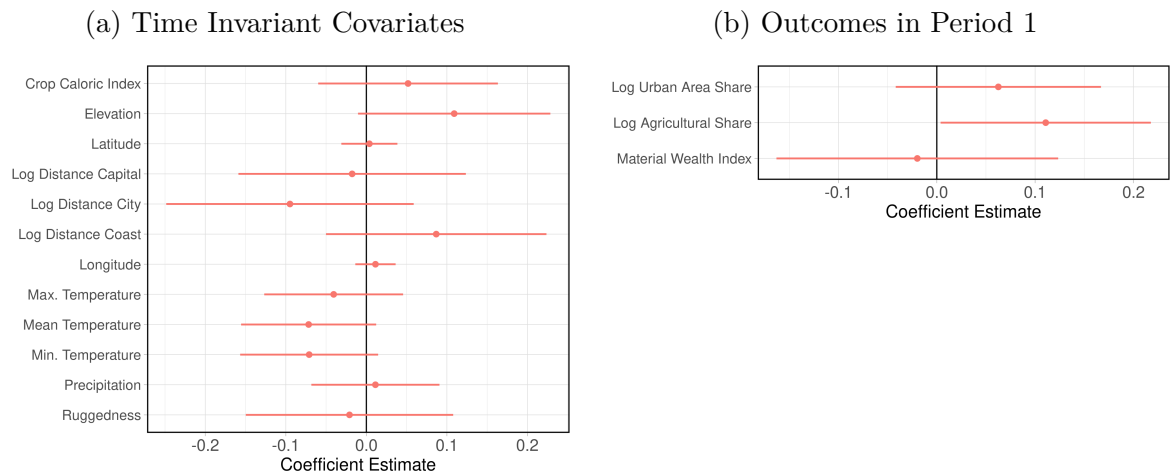 (a) Time Invariant Covariates
Crop Caloric Index
Elevation
Latitude
Log Distance Capital
Log Distance City
Log Distance Coast
Longitude
Max. Temperature
Mean Temperature
Min. Temperature
Precipitation
Ruggedness
-0.2 -0.1 0.0 0.1 0.2
Coefficient Estimate
(b) Outcomes in Period 1
Log Urban Area Share
Log Agricultural Share
Material Wealth Index
-0.1 0.0 0.1 0.2
Coefficient Estimate